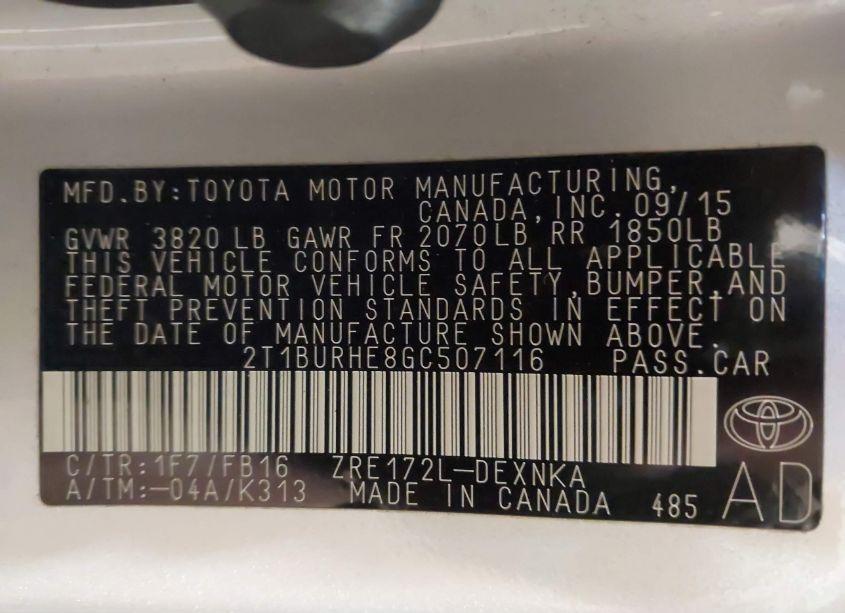 MFD.BY:TOYOTA MOTOR MANUFACTURING,
CANADA,INC. 09/15
GVWR 3820 LB GAWR FR 2070LB RR 1850LB
THIS VEHICLE CONFORMS TO ALL APPLICABLE
FEDERAL MOTOR VEHICLE SAFETY,BUMPER,AND
THEFT PREVENTION STANDARDS IN EFFECT ON
THE DATE OF MANUFACTURE SHOWN ABOVE.
2T1BURHE8GC507116 PASS.CAR
C/TR:1F7/FB16 ZRE172L-DEXNKA
A/TM:-04A/K313 MADE IN CANADA 485 AD